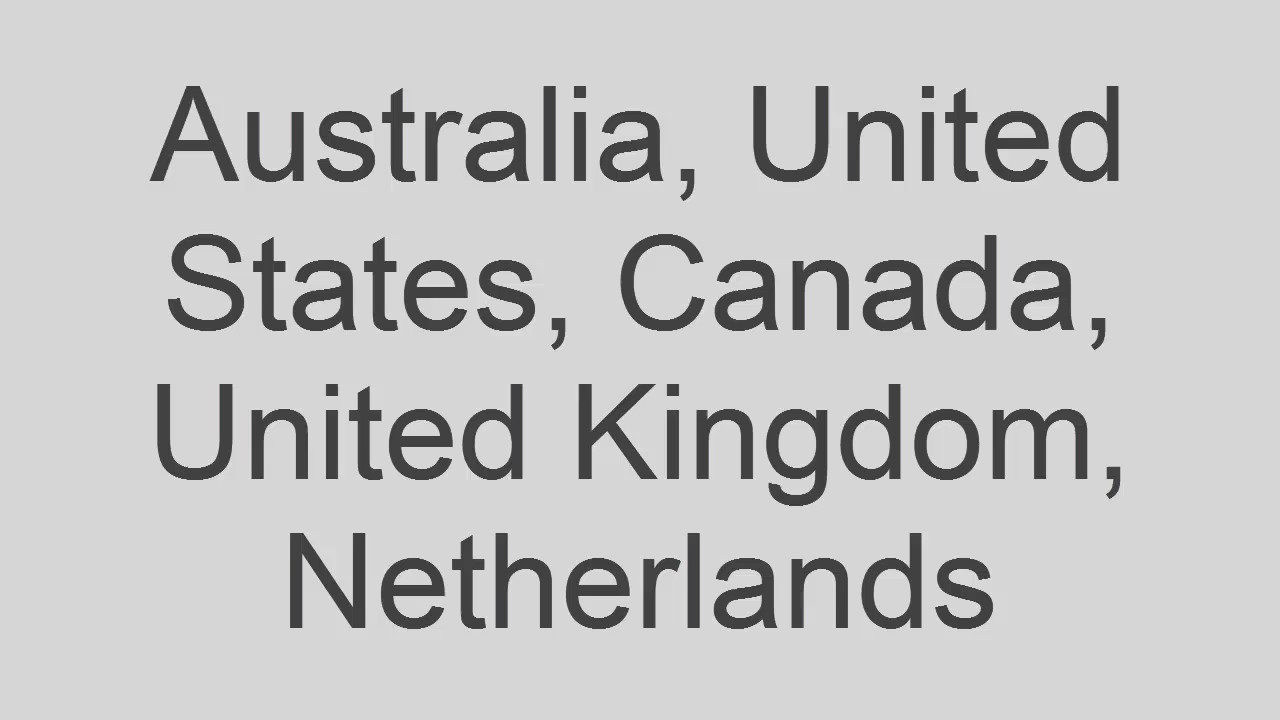 Australia, United
States, Canada,
United Kingdom,
Netherlands